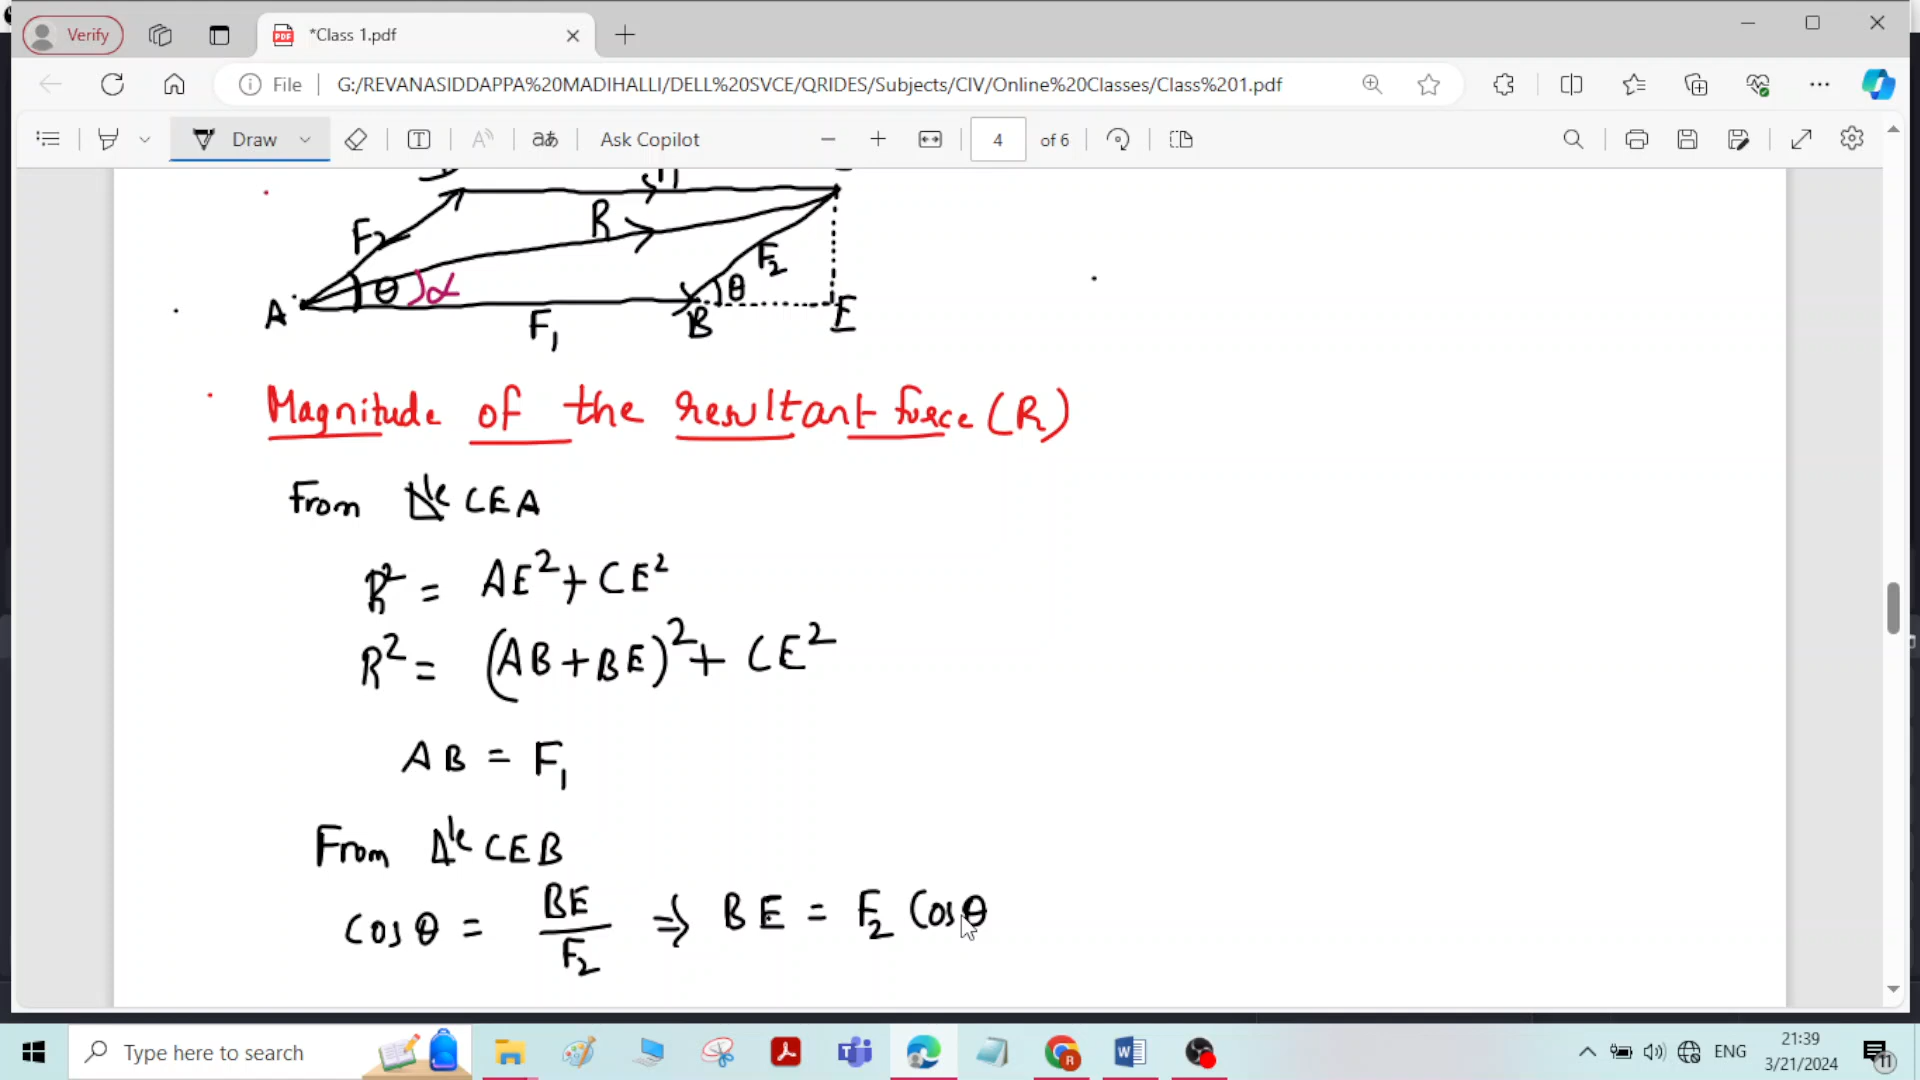 Verify
*Class 1.pdf
File
G:/REVANASIDDAPPA%20MADIHALLI/DELL%20SVCE/QRIDES/Subjects/CIV/Online%20Classes/Class%201.pdf
Draw
Ask Copilot
4 of 6
F2
R
F2
A
θ
α
θ
F1
B
E
Magnitude of the resultant force (R)
From Δle CEA
R² = AE² + CE²
R² = (AB + BE)² + CE²
AB = F1
From Δle CEB
Cos θ = BE/F2 ⇒ BE = F2 Cos θ
Type here to search
ENG
21:39
3/21/2024
11